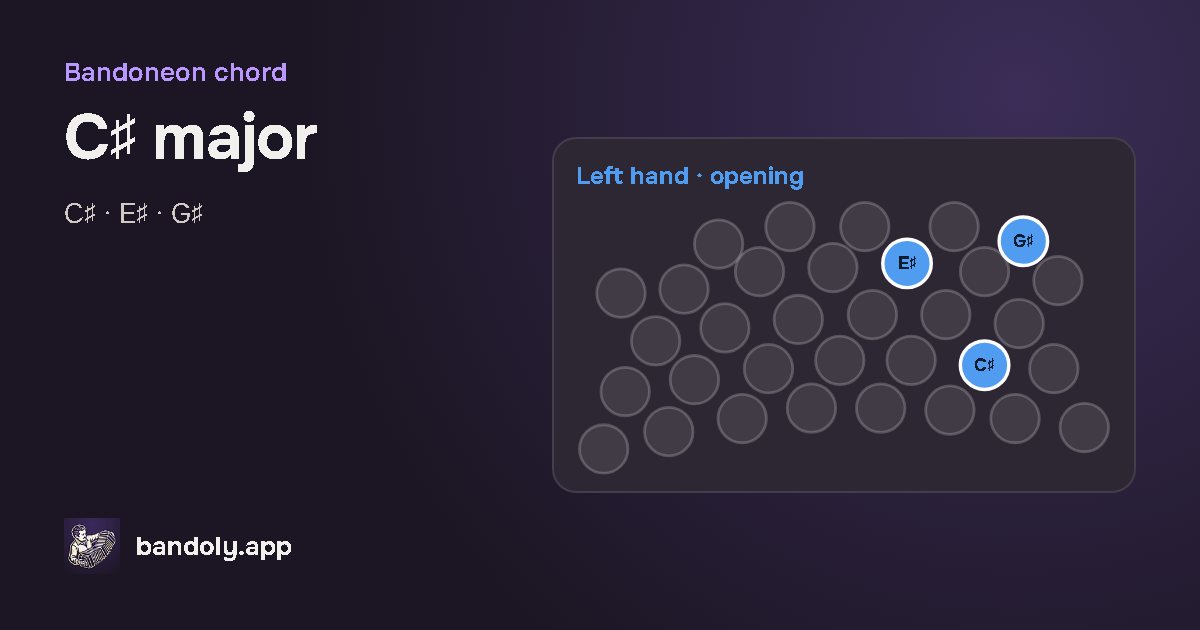 Bandoneon chord
C♯ major
C♯ · E♯ · G♯
Left hand · opening
G♯
E♯
C♯
bandoly.app